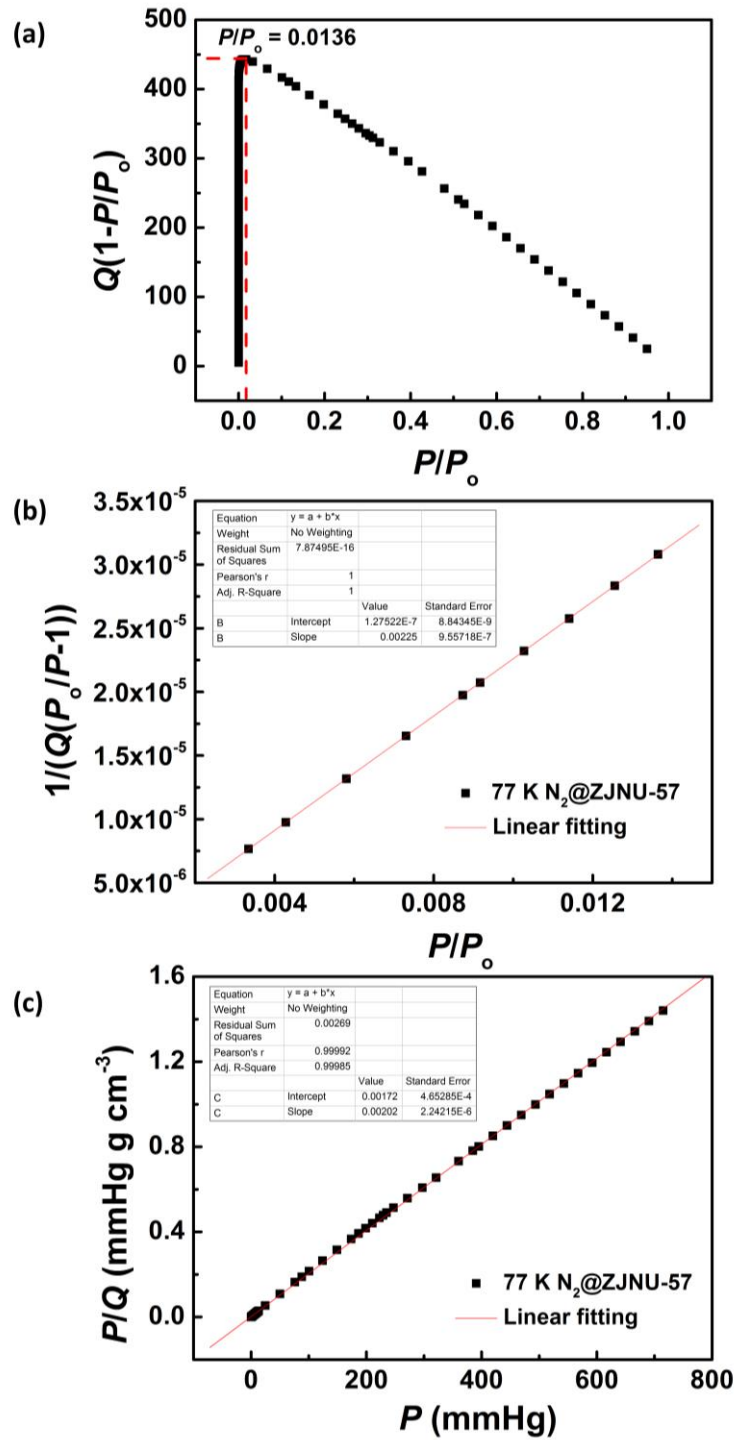 (a)
P/Po = 0.0136
500
400
300
200
100
0
Q(1-P/Po)
0.0 0.2 0.4 0.6 0.8 1.0
P/Po
(b)
3.5x10-5
3.0x10-5
2.5x10-5
2.0x10-5
1.5x10-5
1.0x10-5
5.0x10-6
1/(Q(Po/P-1))
Equation y = a + b*x
Weight No Weighting
Residual Sum of Squares 7.87495E-16
Pearson's r 1
Adj. R-Square 1
Value Standard Error
B Intercept 1.27522E-7 8.84345E-9
B Slope 0.00225 9.55718E-7
77 K N2@ZJNU-57
Linear fitting
0.004 0.008 0.012
P/Po
(c)
1.6
1.2
0.8
0.4
0.0
P/Q (mmHg g cm-3)
Equation y = a + b*x
Weight No Weighting
Residual Sum of Squares 0.00269
Pearson's r 0.99992
Adj. R-Square 0.99985
Value Standard Error
C Intercept 0.00172 4.65285E-4
C Slope 0.00202 2.24215E-6
77 K N2@ZJNU-57
Linear fitting
0 200 400 600 800
P (mmHg)